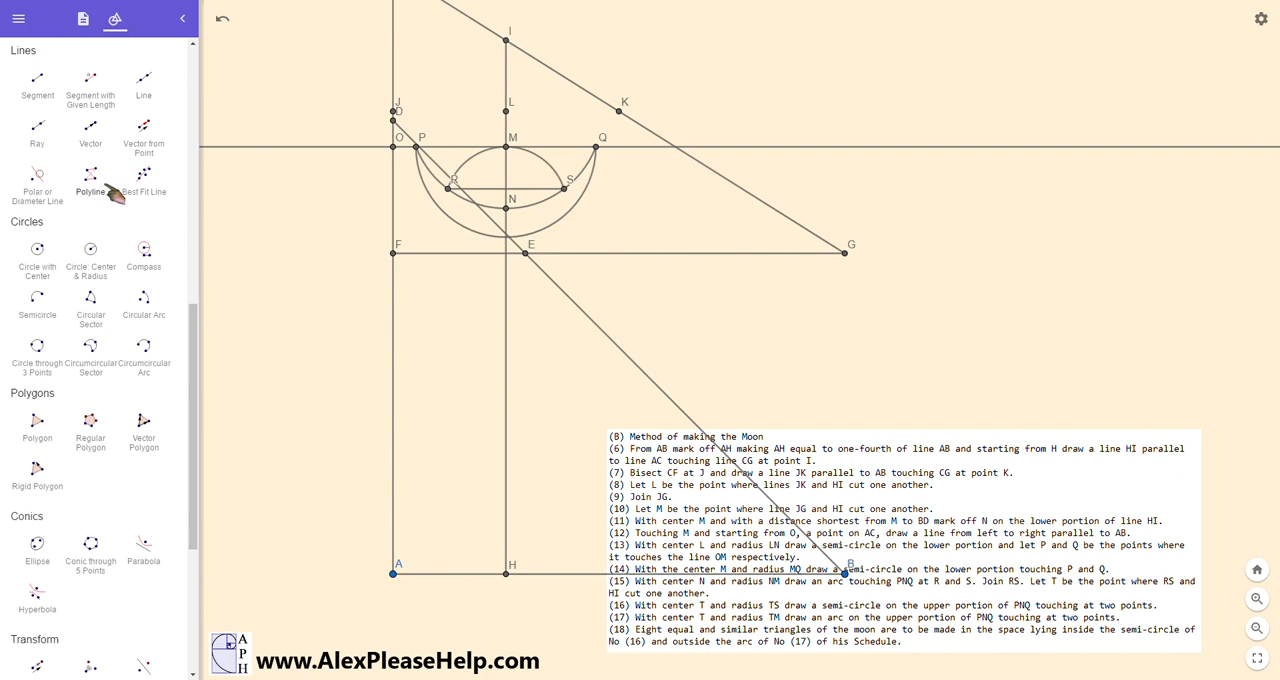 Lines
Segment
Segment with Given Length
Line
Ray
Vector
Vector from Point
Polar or Diameter Line
Polyline
Best Fit Line
Circles
Circle with Center
Circle: Center & Radius
Compass
Semicircle
Circular Sector
Circular Arc
Circle through 3 Points
Circumcircular Sector
Circumcircular Arc
Polygons
Polygon
Regular Polygon
Vector Polygon
Rigid Polygon
Conics
Ellipse
Conic through 5 Points
Parabola
Hyperbola
Transform
I
J
D
L
K
O
P
M
Q
R
S
N
F
E
G
A
H
B
(B) Method of making the Moon
(6) From AB mark off AH making AH equal to one-fourth of line AB and starting from H draw a line HI parallel
to line AC touching line CG at point I.
(7) Bisect CF at J and draw a line JK parallel to AB touching CG at point K.
(8) Let L be the point where lines JK and HI cut one another.
(9) Join JG.
(10) Let M be the point where line JG and HI cut one another.
(11) With center M and with a distance shortest from M to BD mark off N on the lower portion of line HI.
(12) Touching M and starting from O, a point on AC, draw a line from left to right parallel to AB.
(13) With center L and radius LN draw a semi-circle on the lower portion and let P and Q be the points where
it touches the line OM respectively.
(14) With the center M and radius MQ draw a semi-circle on the lower portion touching P and Q.
(15) With center N and radius NM draw an arc touching PNQ at R and S. Join RS. Let T be the point where RS and
HI cut one another.
(16) With center T and radius TS draw a semi-circle on the upper portion of PNQ touching at two points.
(17) With center T and radius TM draw an arc on the upper portion of PNQ touching at two points.
(18) Eight equal and similar triangles of the moon are to be made in the space lying inside the semi-circle of
No (16) and outside the arc of No (17) of his Schedule.
A
P
H
www.AlexPleaseHelp.com